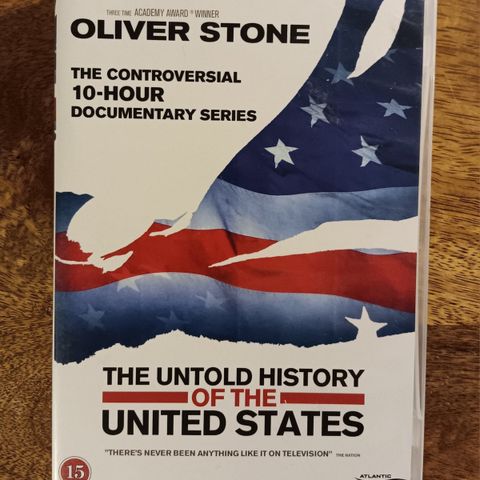 THREE TIME ACADEMY AWARD® WINNER
OLIVER STONE
THE CONTROVERSIAL
10-HOUR
DOCUMENTARY SERIES
THE UNTOLD HISTORY
OF THE
UNITED STATES
"THERE'S NEVER BEEN ANYTHING LIKE IT ON TELEVISION" THE NATION
15
ATLANTIC